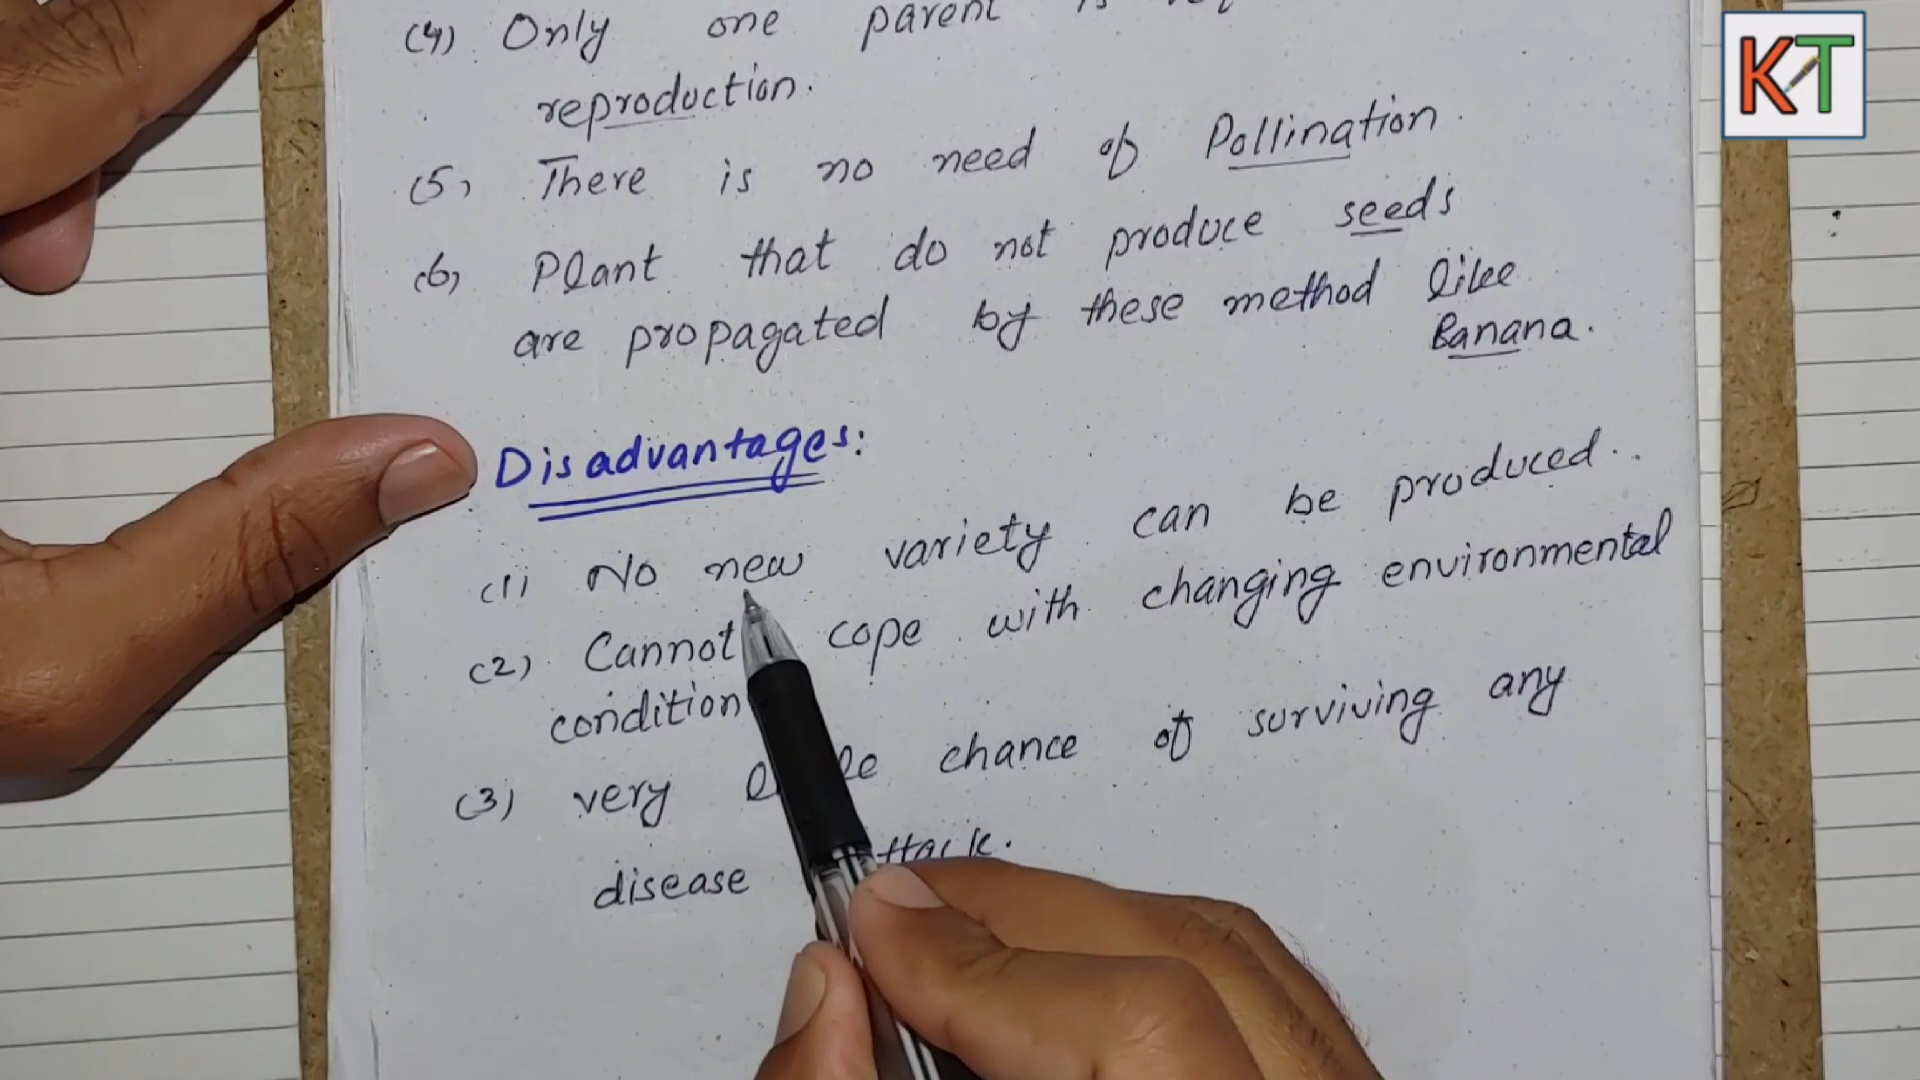 (4) Only one parent is
reproduction.
(5) There is no need of Pollination.
(6) Plant that do not produce seeds
are propagated by these method like
Banana.
Disadvantages:
(1) No new variety can be produced.
(2) Cannot cope with changing environmental
condition
(3) very chance of surviving any
disease
KT